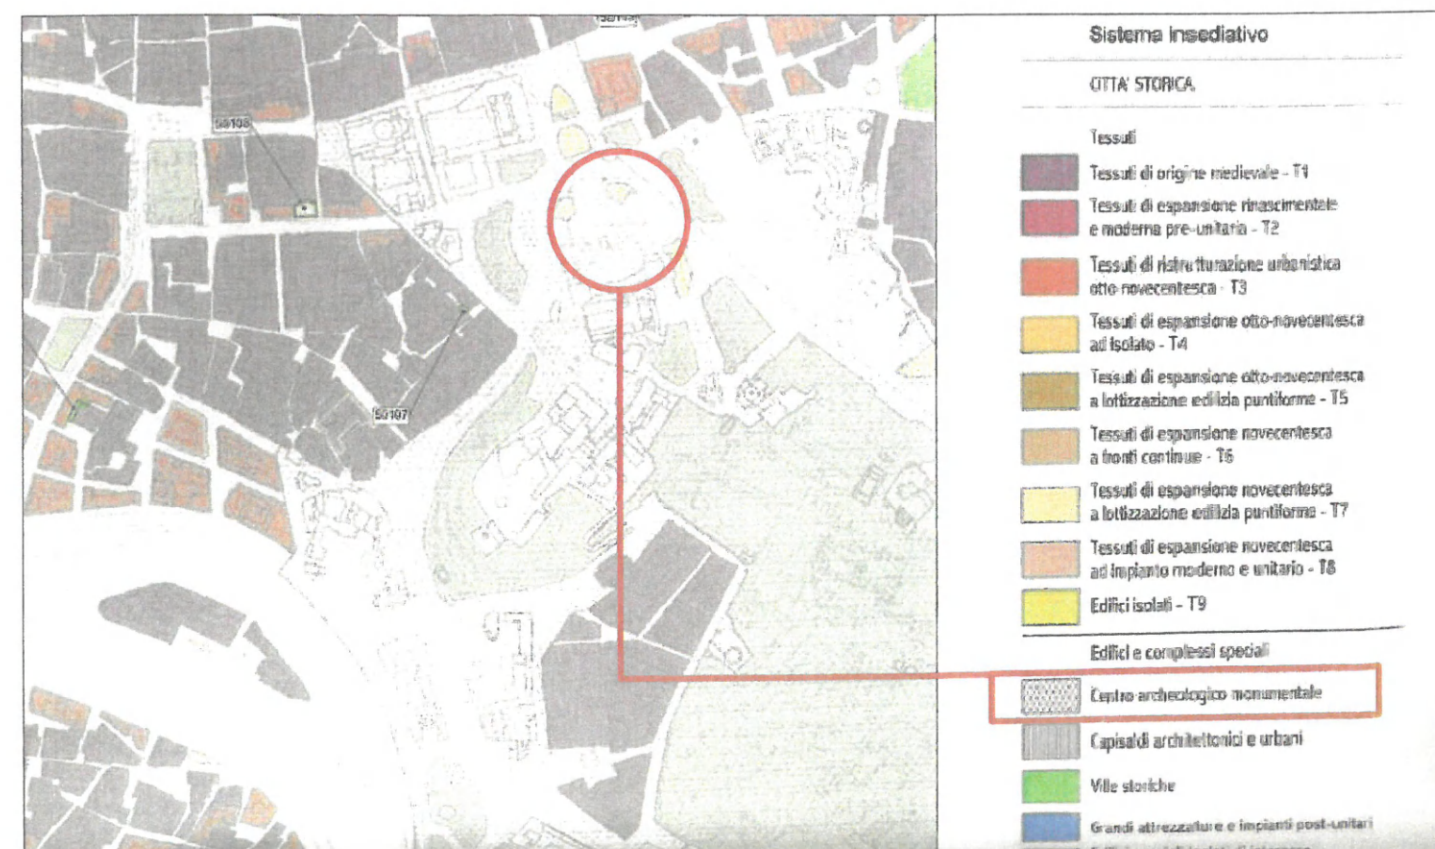 59108
59107
Sistema insediativo
CITTA' STORICA
Tessuti
Tessuti di origine medievale - T1
Tessuti di espansione rinascimentale
e moderna pre-unitaria - T2
Tessuti di ristrutturazione urbanistica
otto novecentesca - T3
Tessuti di espansione otto-novecentesca
ad isolato - T4
Tessuti di espansione otto-novecentesca
a lottizzazione edilizia puntiforme - T5
Tessuti di espansione novecentesca
a fronti continue - T6
Tessuti di espansione novecentesca
a lottizzazione edilizia puntiforme - T7
Tessuti di espansione novecentesca
ad impianto moderno e unitario - T8
Edifici isolati - T9
Edifici e complessi speciali
Centro archeologico monumentale
Capisaldi architettonici e urbani
Ville storiche
Grandi attrezzature e impianti post-unitari